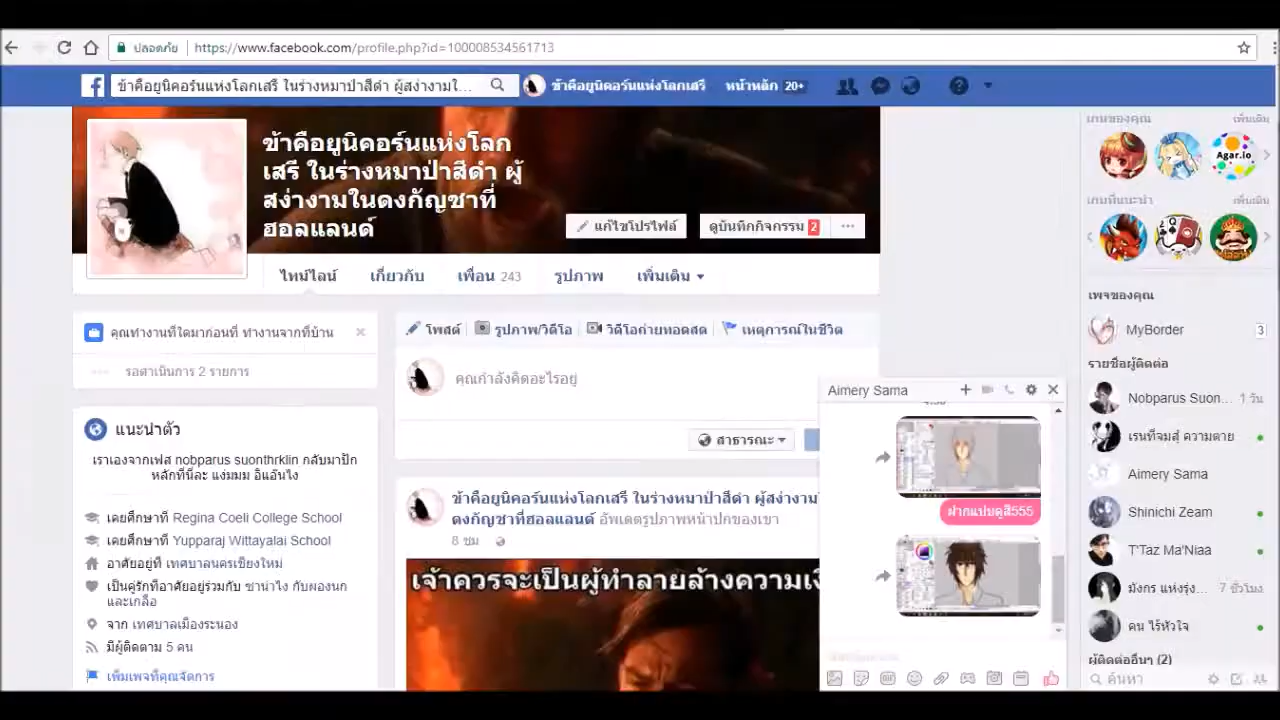 ปลอดภัย https://www.facebook.com/profile.php?id=100008534561713
ข้าคือยูนิคอร์นแห่งโลกเสรี ในร่างหมาป่าสีดำ ผู้สง่างามใ...
ข้าคือยูนิคอร์นแห่งโลกเสรี
หน้าหลัก 20+
ข้าคือยูนิคอร์นแห่งโลก
เสรี ในร่างหมาป่าสีดำ ผู้
สง่างามในดงกัญชาที่
ฮอลแลนด์
แก้ไขโปรไฟล์
ดูบันทึกกิจกรรม 2
ไทม์ไลน์
เกี่ยวกับ
เพื่อน 243
รูปภาพ
เพิ่มเติม
คุณทำงานที่ใดมาก่อนที่ ทำงานจากที่บ้าน
รอดำเนินการ 2 รายการ
แนะนำตัว
เราเองจากเฟส nobparus suonthrklin กลับมาปัก
หลักที่นี่ละ แง่มมม อิแอันไง
เคยศึกษาที่ Regina Coeli College School
เคยศึกษาที่ Yupparaj Wittayalai School
อาศัยอยู่ที่ เทศบาลนครเชียงใหม่
เป็นคู่รักที่อาศัยอยู่ร่วมกับ ซาน่าไง กับผองนก
และเกลือ
จาก เทศบาลเมืองระนอง
มีผู้ติดตาม 5 คน
เพิ่มเพจที่คุณจัดการ
โพสต์
รูปภาพ/วิดีโอ
วิดีโอถ่ายทอดสด
เหตุการณ์ในชีวิต
คุณกำลังคิดอะไรอยู่
สาธารณะ
ข้าคือยูนิคอร์นแห่งโลกเสรี ในร่างหมาป่าสีดำ ผู้สง่างาม
ดงกัญชาที่ฮอลแลนด์ อัพเดตรูปภาพหน้าปกของเขา
8 ชม
เจ้าควรจะเป็นผู้ทำลายล้างความเ
Aimery Sama
ฝากแปบดูสิ555
เกมของคุณ
เพิ่มเติม
Agar.io
เกมที่แนะนำ
เพิ่มเติม
เพจของคุณ
MyBorder 3
รายชื่อผู้ติดต่อ
Nobparus Suon... 1 วัน
เรนที่จมสุ่ ความตาย
Aimery Sama
Shinichi Zeam
T'Taz Ma'Niaa
มังกร แห่งรุ่ง... 7 ชั่วโมง
คน ไร้หัวใจ
ผู้ติดต่ออื่นๆ (2)
ค้นหา